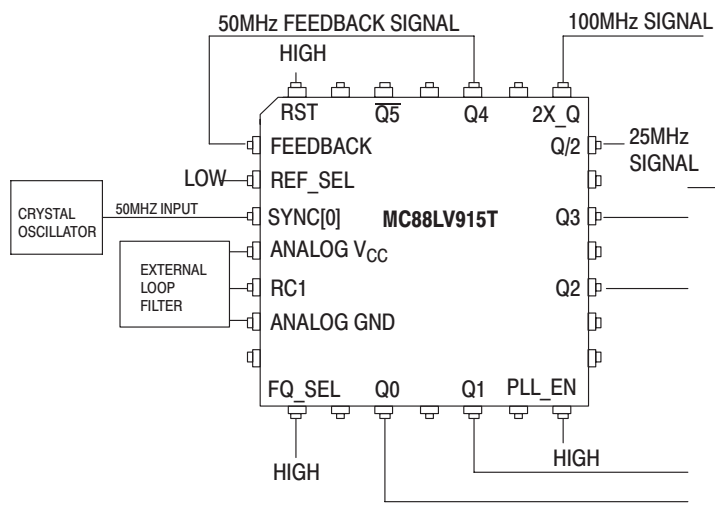 50MHz FEEDBACK SIGNAL
100MHz SIGNAL
HIGH
RST
Q5
Q4
2X_Q
FEEDBACK
Q/2
25MHz
SIGNAL
LOW
REF_SEL
CRYSTAL
OSCILLATOR
50MHZ INPUT
SYNC[0]
MC88LV915T
Q3
ANALOG VCC
EXTERNAL
LOOP
FILTER
RC1
Q2
ANALOG GND
FQ_SEL
Q0
Q1
PLL_EN
HIGH
HIGH